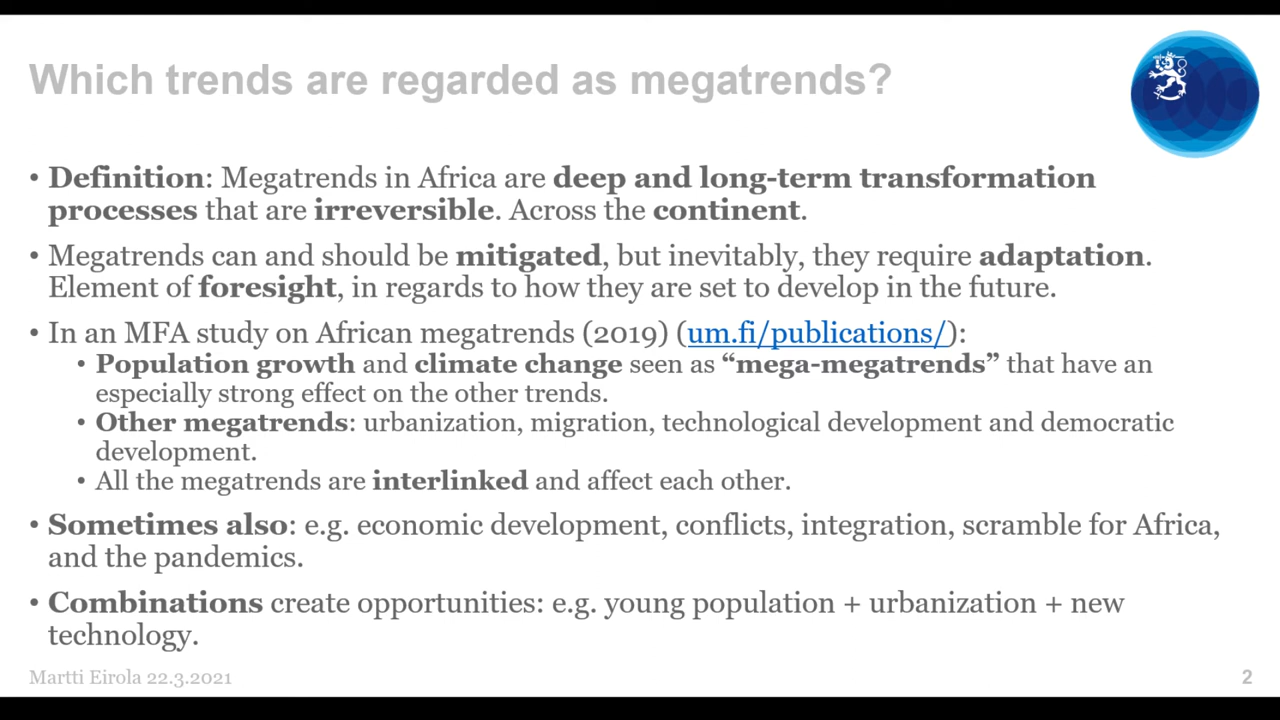 Which trends are regarded as megatrends?
• Definition: Megatrends in Africa are deep and long-term transformation
processes that are irreversible. Across the continent.
• Megatrends can and should be mitigated, but inevitably, they require adaptation.
Element of foresight, in regards to how they are set to develop in the future.
• In an MFA study on African megatrends (2019) (um.fi/publications/):
• Population growth and climate change seen as “mega-megatrends” that have an
especially strong effect on the other trends.
• Other megatrends: urbanization, migration, technological development and democratic
development.
• All the megatrends are interlinked and affect each other.
• Sometimes also: e.g. economic development, conflicts, integration, scramble for Africa,
and the pandemics.
• Combinations create opportunities: e.g. young population + urbanization + new
technology.
Martti Eirola 22.3.2021
2